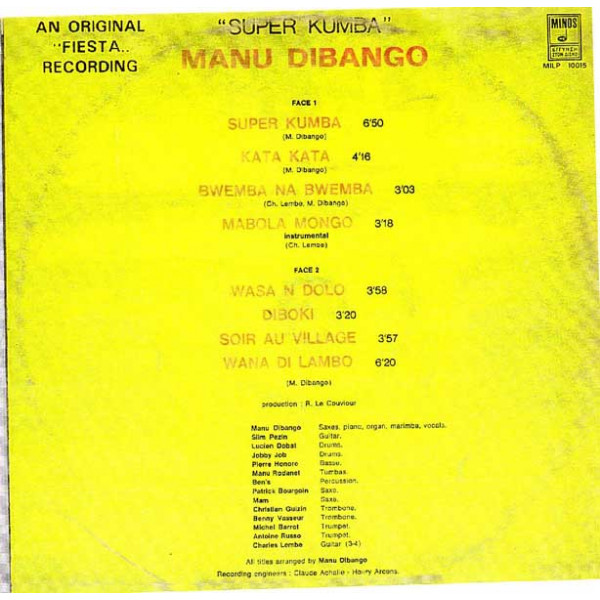 AN ORIGINAL
"FIESTA..
RECORDING
"SUPER KUMBA"
MANU DIBANGO
MINOS
MILP 10015
FACE 1
SUPER KUMBA 6'50
(M. Dibango)
KATA KATA 4'16
(M. Dibango)
BWEMBA NA BWEMBA 3'03
(Ch. Lembo, M. Dibango)
MABOLA MONGO 3'18
instrumental
(Ch. Lembo)
FACE 2
WASA N DOLO 3'58
DIBOKI 3'20
SOIR AU VILLAGE 3'57
WANA DI LAMBO 6'20
(M. Dibango)
production : R. Le Couviour
Manu Dibango Saxes, piano, organ, marimba, vocals.
Slim Pezin Guitar.
Lucien Dobat Drums.
Jobby Job Drums.
Pierre Honore Basse.
Manu Rodanet Tumbas.
Ben's Percussion.
Patrick Bourgoin Saxo.
Mam Saxo.
Christian Guizin Trombone.
Benny Vasseur Trombone.
Michel Barrot Trumpet.
Antoine Russo Trumpet.
Charles Lembe Guitar (3-4)
All titles arranged by Manu Dibango
Recording engineers : Claude Achalle - Henry Arcens.